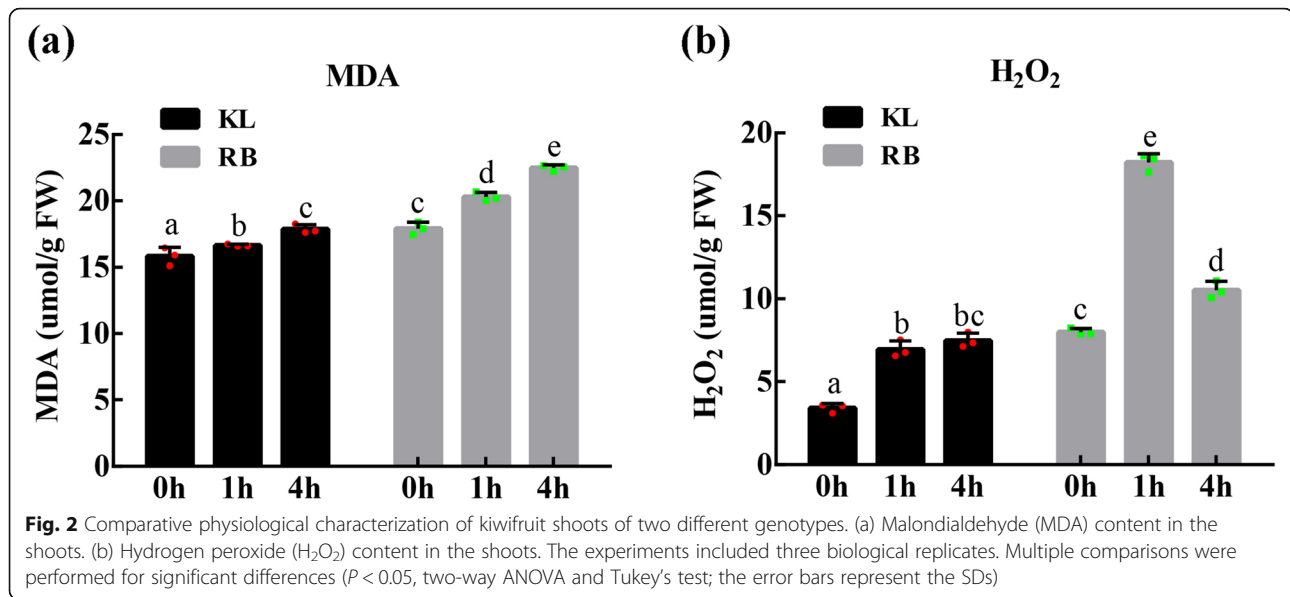 (a)
MDA
KL
RB
MDA (umol/g FW)
25
20
15
10
5
0
a
b
c
c
d
e
0h 1h 4h 0h 1h 4h
(b)
H₂O₂
KL
RB
H₂O₂ (umol/g FW)
20
15
10
5
0
a
b
bc
c
e
d
0h 1h 4h 0h 1h 4h
Fig. 2 Comparative physiological characterization of kiwifruit shoots of two different genotypes. (a) Malondialdehyde (MDA) content in the
shoots. (b) Hydrogen peroxide (H₂O₂) content in the shoots. The experiments included three biological replicates. Multiple comparisons were
performed for significant differences (P < 0.05, two-way ANOVA and Tukey's test; the error bars represent the SDs)